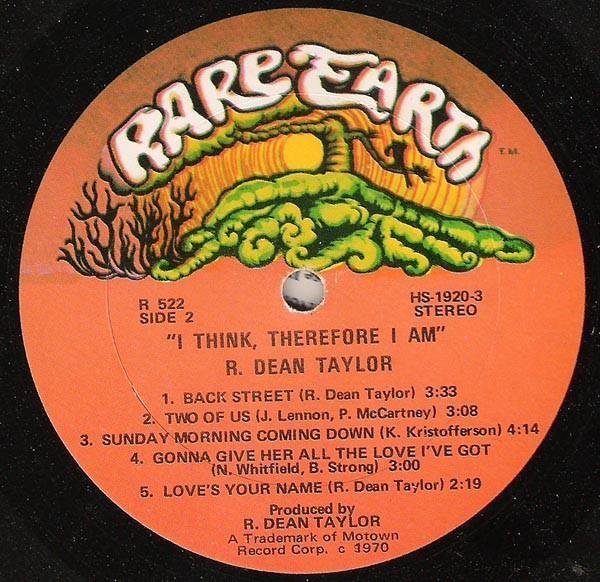 RARE EARTH
T.M.
R 522
SIDE 2
HS-1920-3
STEREO
"I THINK, THEREFORE I AM"
R. DEAN TAYLOR
1. BACK STREET (R. Dean Taylor) 3:33
2. TWO OF US (J. Lennon, P. McCartney) 3:08
3. SUNDAY MORNING COMING DOWN (K. Kristofferson) 4:14
4. GONNA GIVE HER ALL THE LOVE I'VE GOT
(N. Whitfield, B. Strong) 3:00
5. LOVE'S YOUR NAME (R. Dean Taylor) 2:19
Produced by
R. DEAN TAYLOR
A Trademark of Motown
Record Corp. c 1970